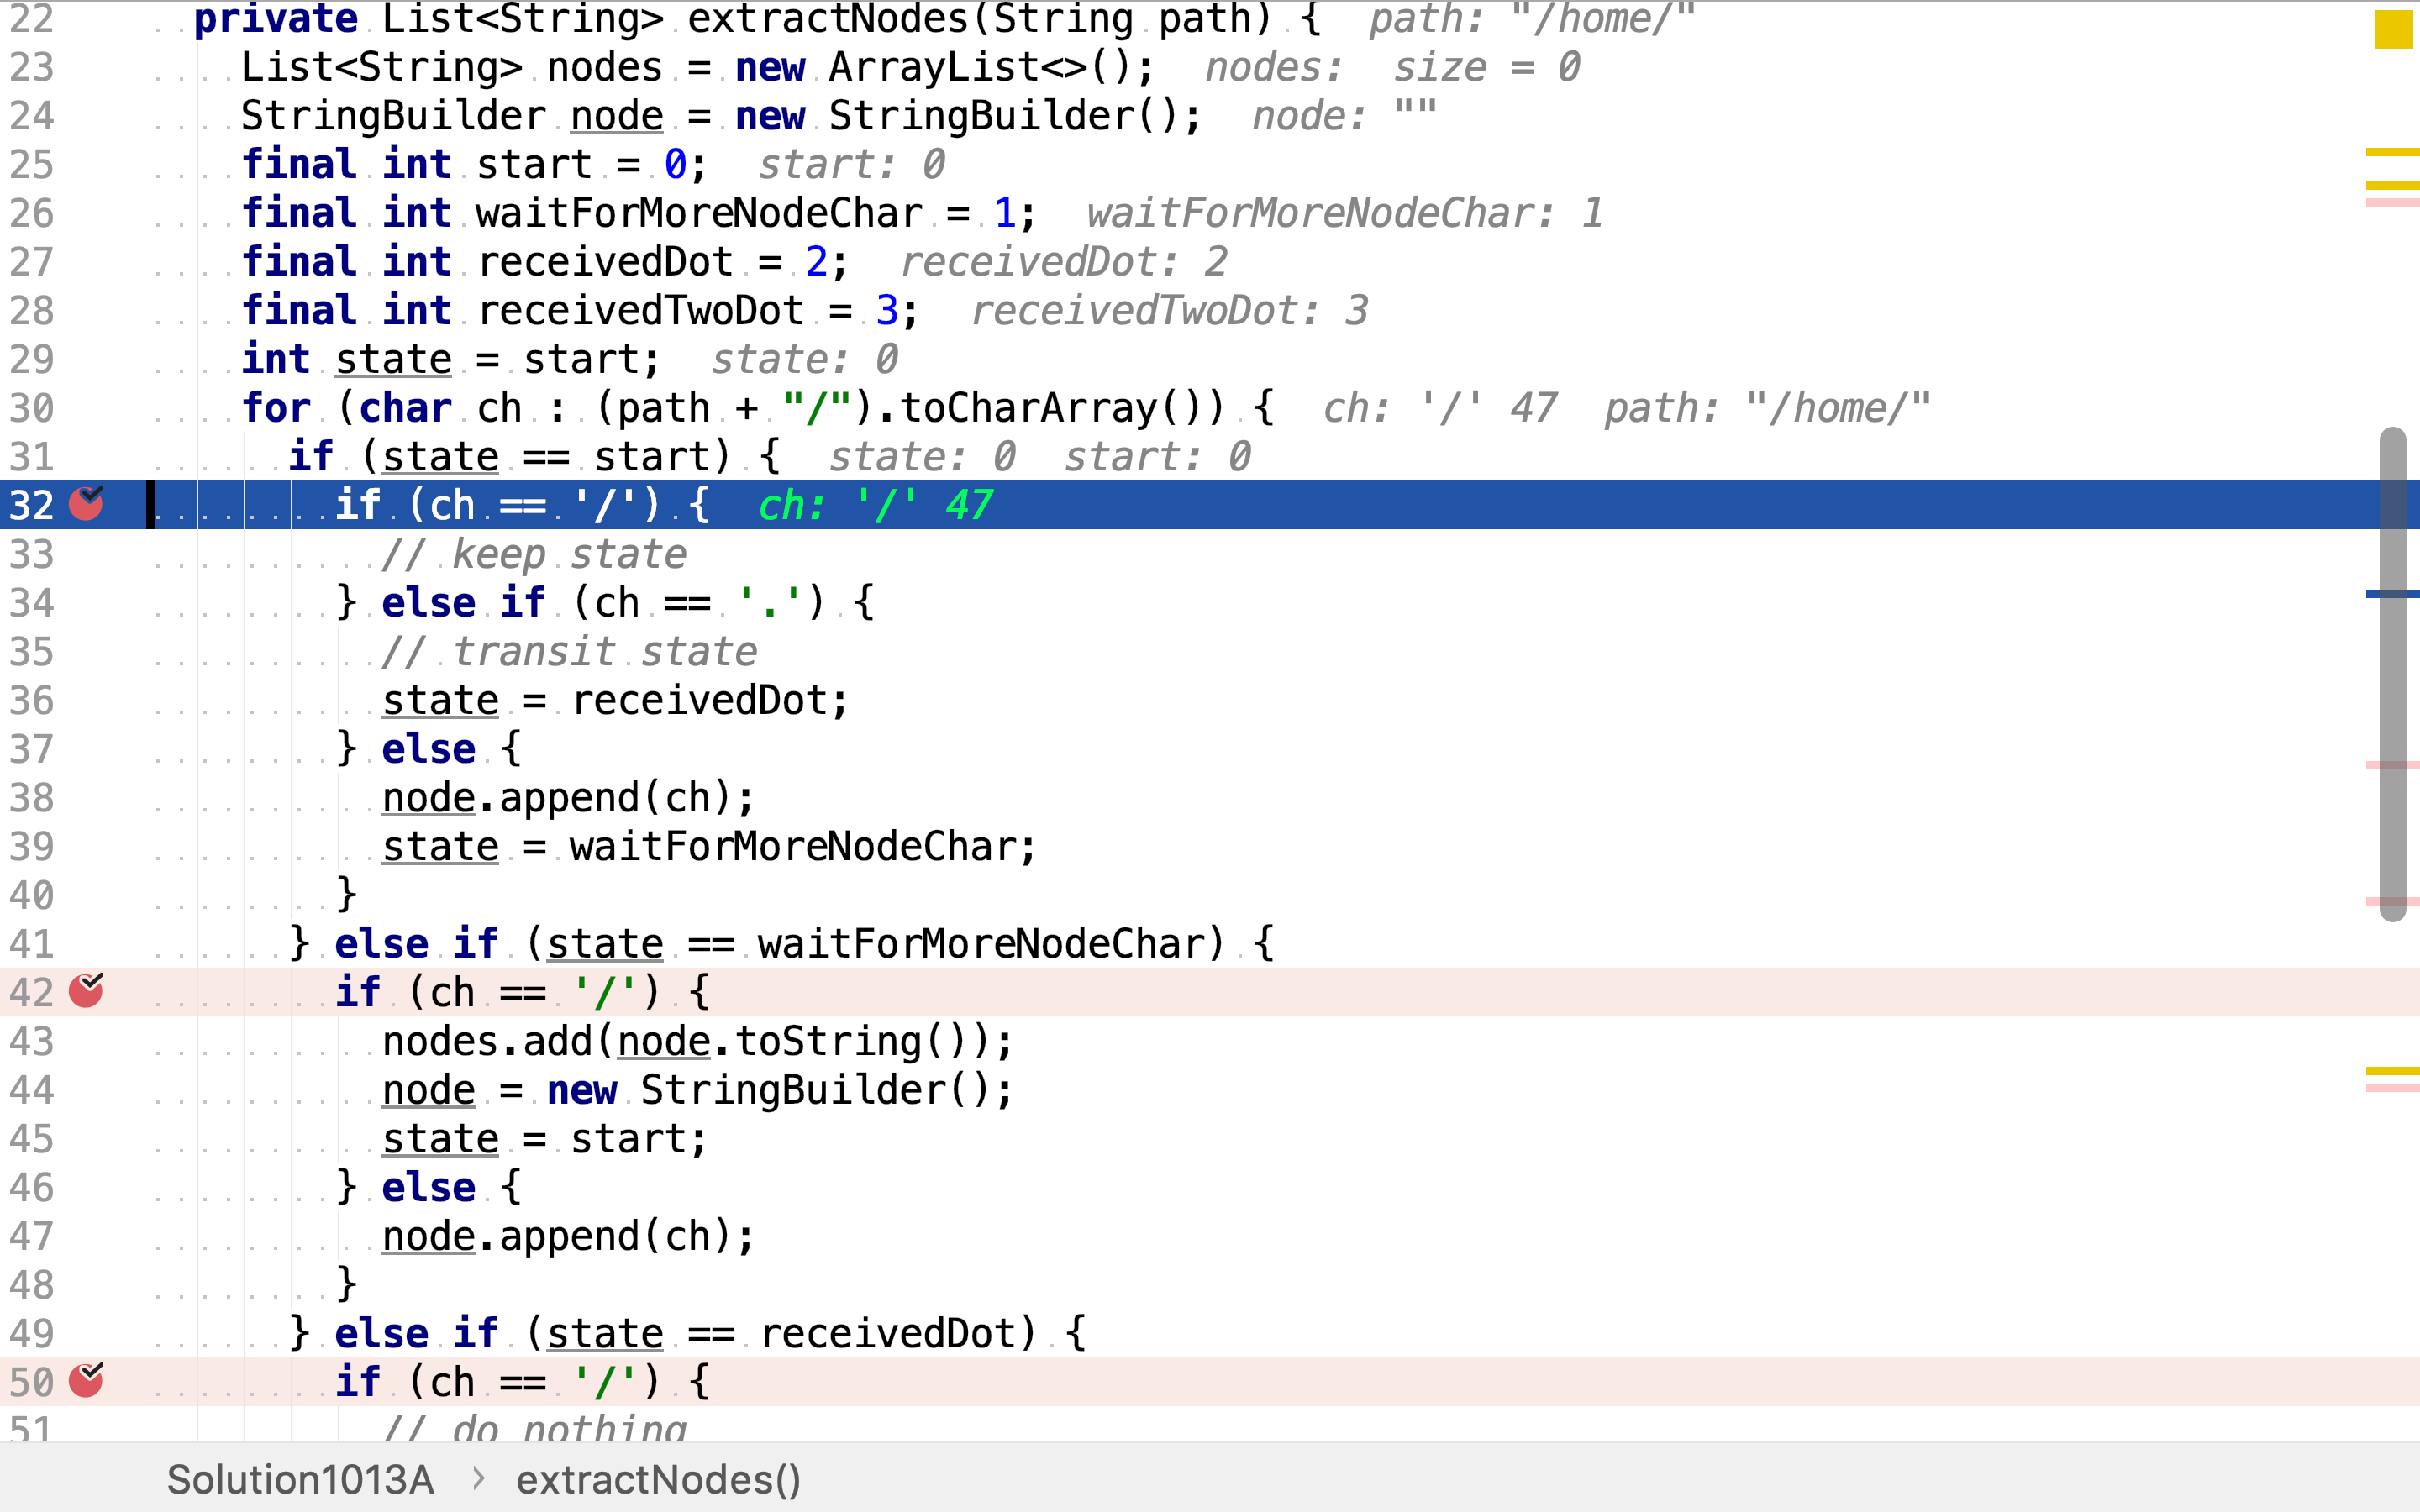 22 private List<String> extractNodes(String path) { path: "/home/"
23 List<String> nodes = new ArrayList<>(); nodes: size = 0
24 StringBuilder node = new StringBuilder(); node: ""
25 final int start = 0; start: 0
26 final int waitForMoreNodeChar = 1; waitForMoreNodeChar: 1
27 final int receivedDot = 2; receivedDot: 2
28 final int receivedTwoDot = 3; receivedTwoDot: 3
29 int state = start; state: 0
30 for (char ch : (path + "/").toCharArray()) { ch: '/' 47 path: "/home/"
31 if (state == start) { state: 0 start: 0
32 if (ch == '/') { ch: '/' 47
33 // keep state
34 } else if (ch == '.') {
35 // transit state
36 state = receivedDot;
37 } else {
38 node.append(ch);
39 state = waitForMoreNodeChar;
40 }
41 } else if (state == waitForMoreNodeChar) {
42 if (ch == '/') {
43 nodes.add(node.toString());
44 node = new StringBuilder();
45 state = start;
46 } else {
47 node.append(ch);
48 }
49 } else if (state == receivedDot) {
50 if (ch == '/') {
51 // do nothing
Solution1013A > extractNodes()